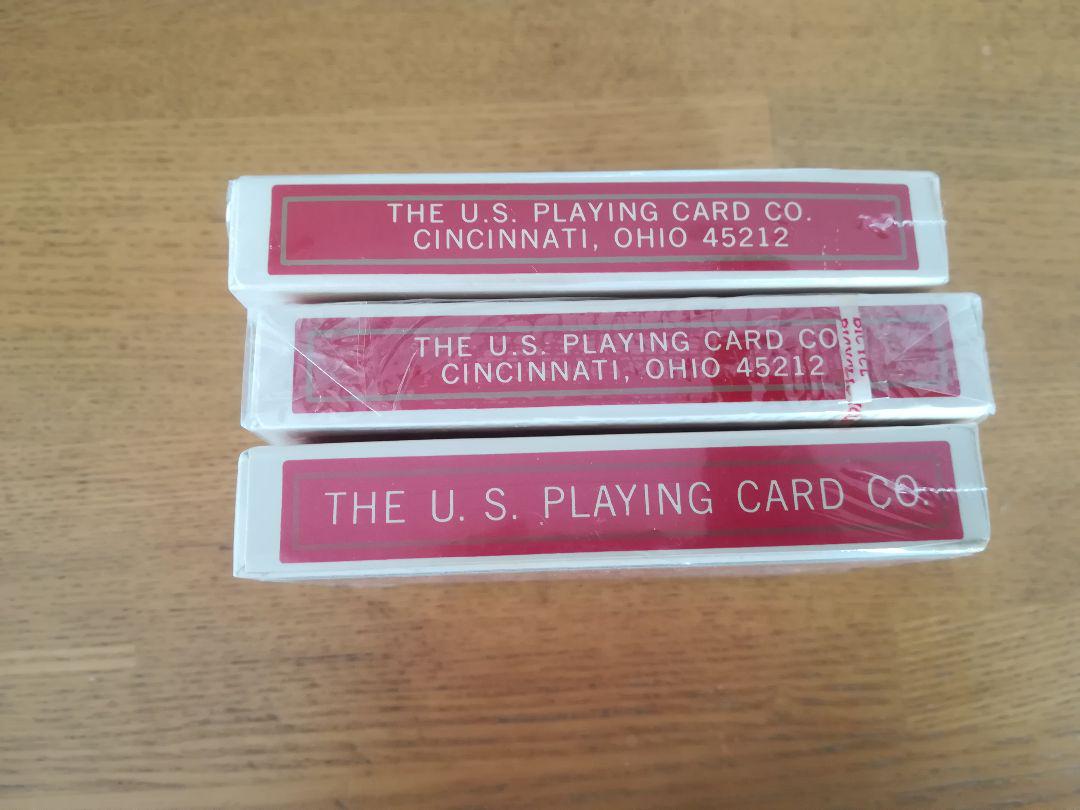 THE U.S. PLAYING CARD CO.
CINCINNATI, OHIO 45212
THE U.S. PLAYING CARD CO
CINCINNATI, OHIO 45212
THE U. S. PLAYING CARD CO.